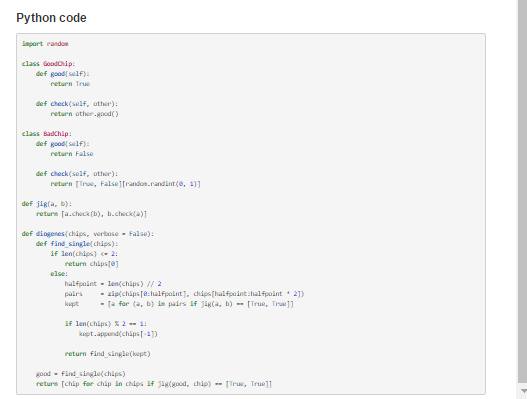 Python code
import random
class GoodChip:
    def good(self):
        return True
    def check(self, other):
        return other.good()
class BadChip:
    def good(self):
        return False
    def check(self, other):
        return [True, False][random.randint(0, 1)]
def jig(a, b):
    return [a.check(b), b.check(a)]
def diogenes(chips, verbose = False):
    def find_single(chips):
        if len(chips) <= 2:
            return chips[0]
        else:
            halfpoint = len(chips) // 2
            pairs     = zip(chips[0:halfpoint], chips[halfpoint:halfpoint * 2])
            kept      = [a for (a, b) in pairs if jig(a, b) == [True, True]]
            if len(chips) % 2 == 1:
                kept.append(chips[-1])
            return find_single(kept)
    good = find_single(chips)
    return [chip for chip in chips if jig(good, chip) == [True, True]]